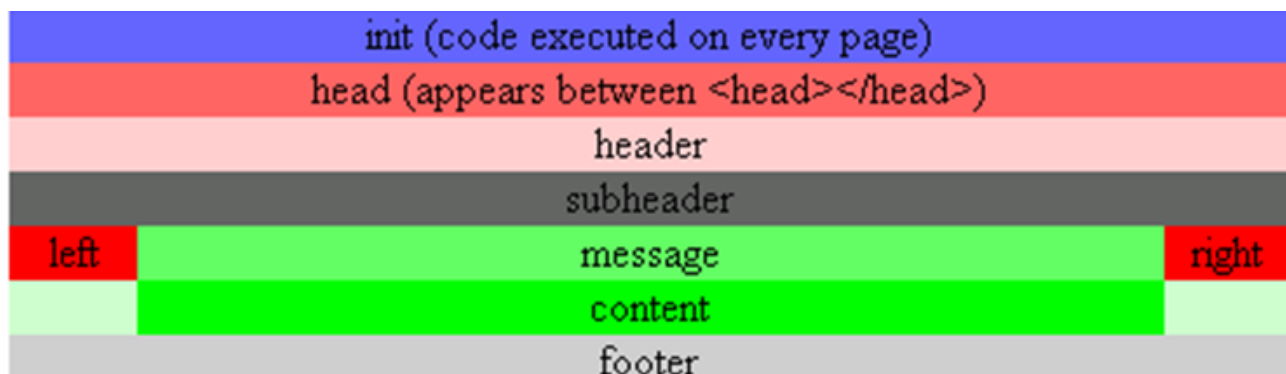 init (code executed on every page)
head (appears between <head></head>)
header
subheader
left message right
content
footer